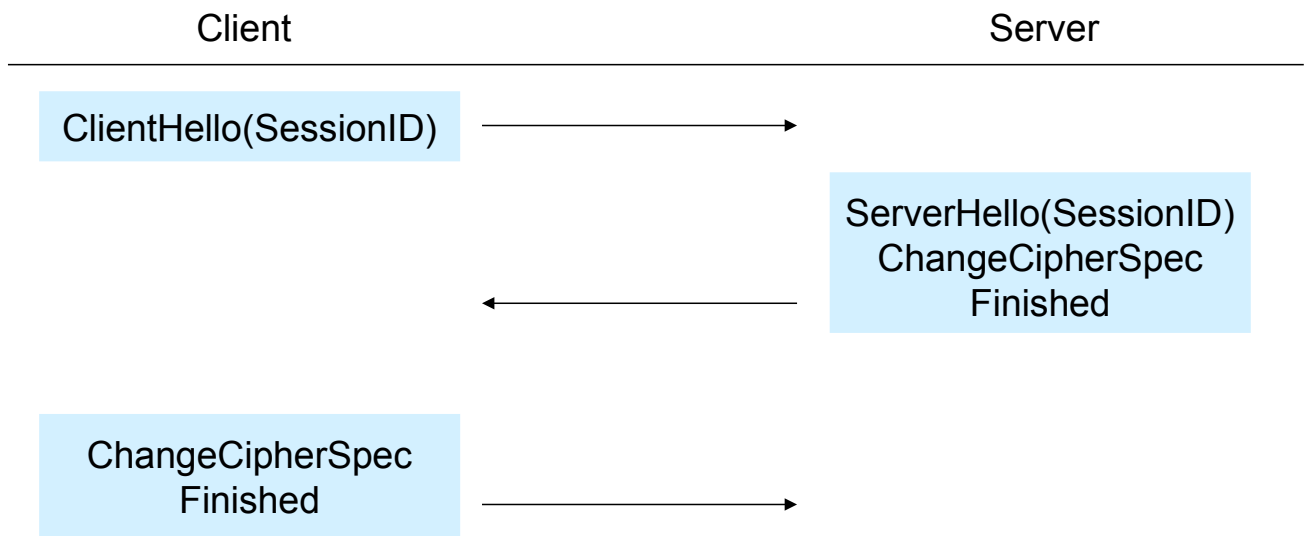 Client
Server
ClientHello(SessionID)
ServerHello(SessionID)
ChangeCipherSpec
Finished
ChangeCipherSpec
Finished